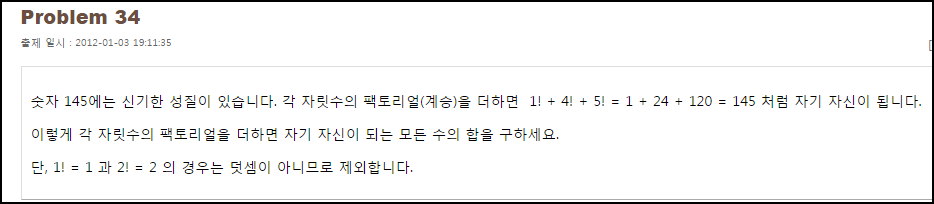 Problem 34
출제 일시 : 2012-01-03 19:11:35
숫자 145에는 신기한 성질이 있습니다. 각 자릿수의 팩토리얼(계승)을 더하면 1! + 4! + 5! = 1 + 24 + 120 = 145 처럼 자기 자신이 됩니다.
이렇게 각 자릿수의 팩토리얼을 더하면 자기 자신이 되는 모든 수의 합을 구하세요.
단, 1! = 1 과 2! = 2 의 경우는 덧셈이 아니므로 제외합니다.